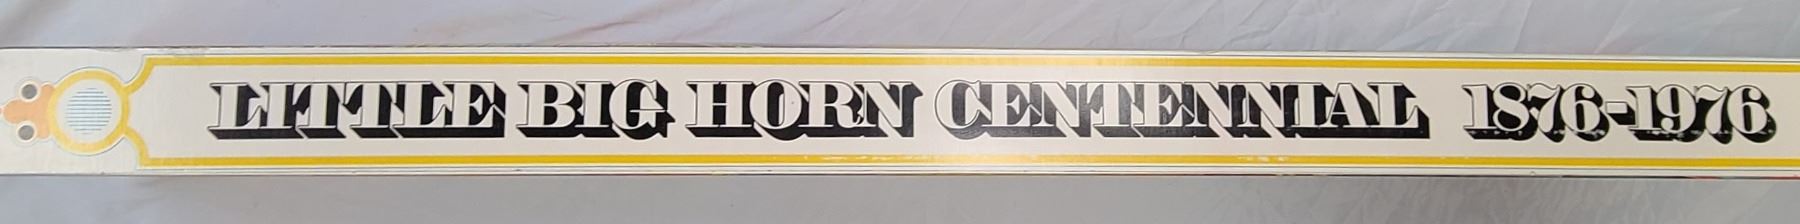 LITTLE BIG HORN CENTENNIAL 1876-1976